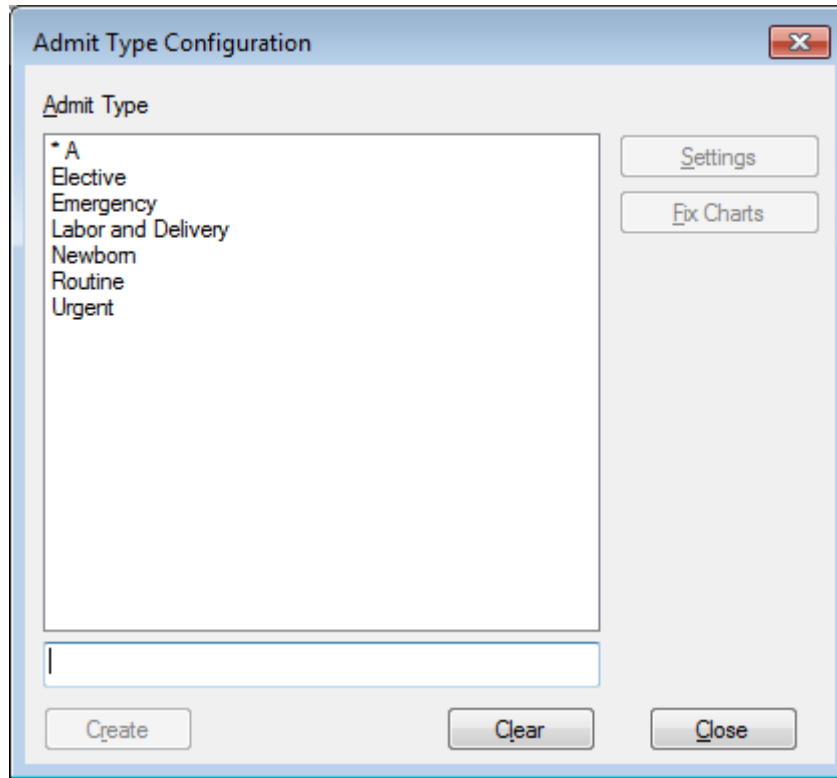 Admit Type Configuration
Admit Type
* A
Elective
Emergency
Labor and Delivery
Newborn
Routine
Urgent
Settings
Fix Charts
Create
Clear
Close